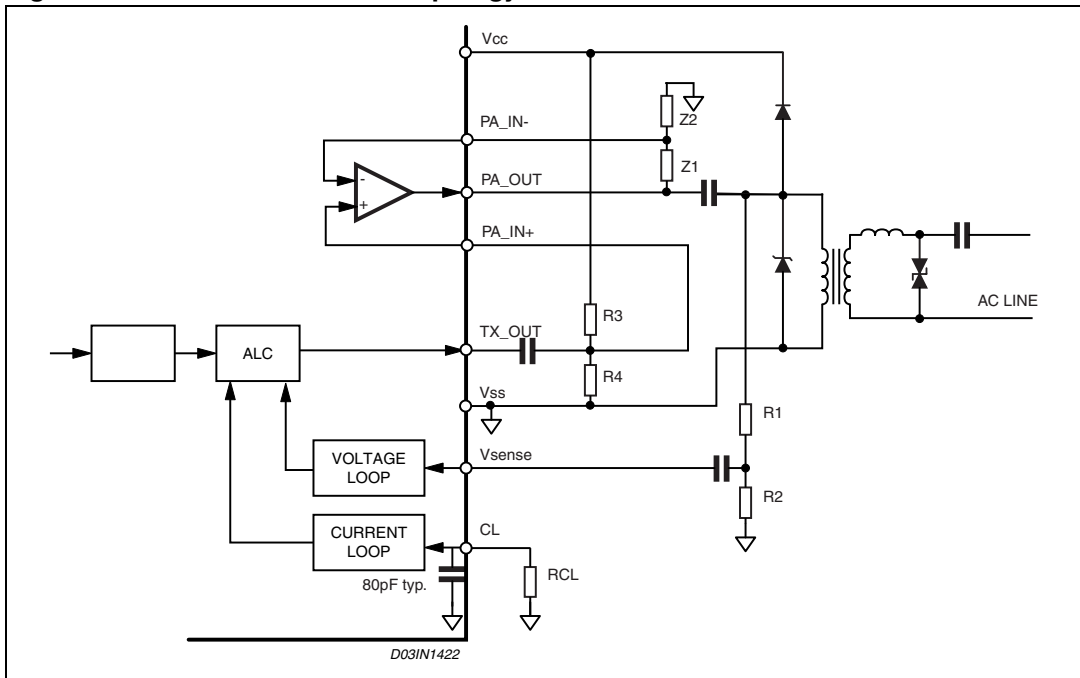 Vcc
PA_IN-
Z2
Z1
PA_OUT
PA_IN+
-
+
AC LINE
R3
TX_OUT
ALC
R4
Vss
R1
VOLTAGE
LOOP
Vsense
R2
CURRENT
LOOP
CL
80pF typ.
RCL
D03IN1422